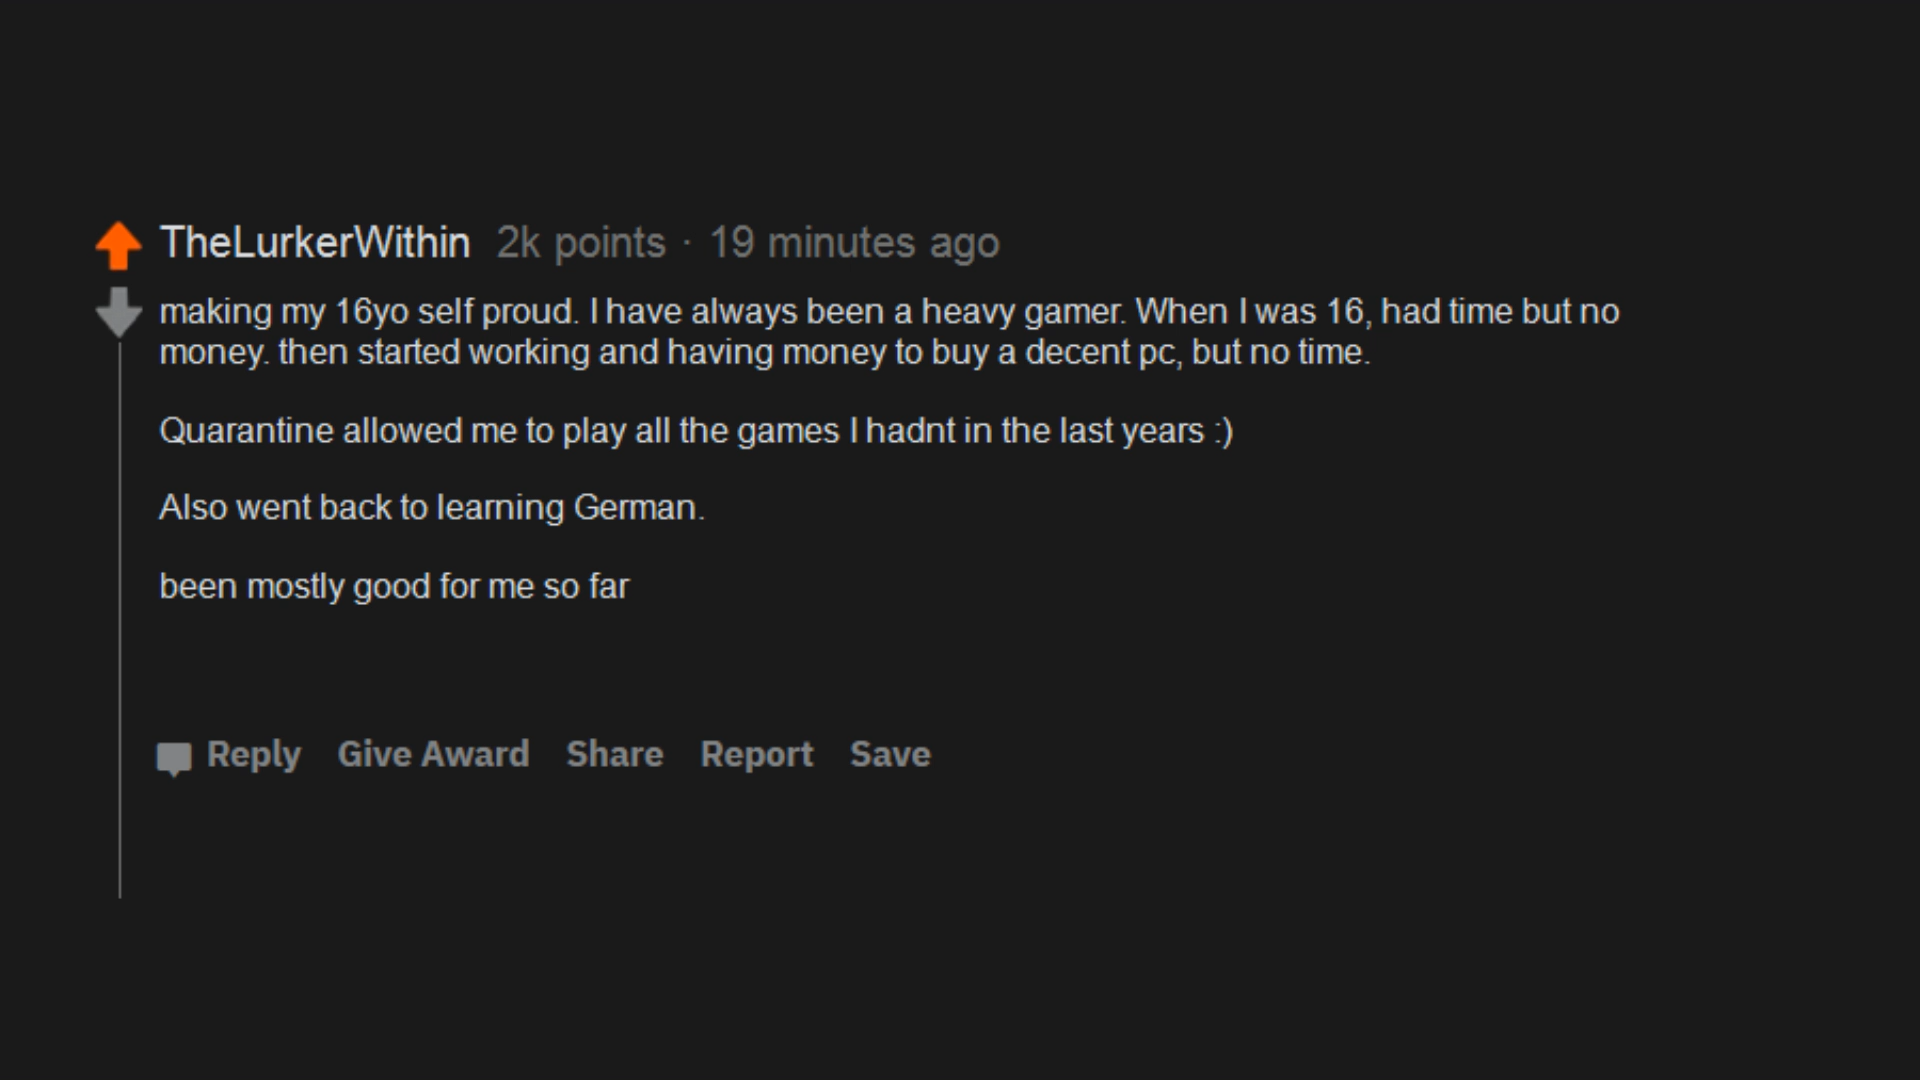 TheLurkerWithin 2k points · 19 minutes ago
making my 16yo self proud. I have always been a heavy gamer. When I was 16, had time but no
money. then started working and having money to buy a decent pc, but no time.
Quarantine allowed me to play all the games I hadnt in the last years :)
Also went back to learning German.
been mostly good for me so far
Reply Give Award Share Report Save